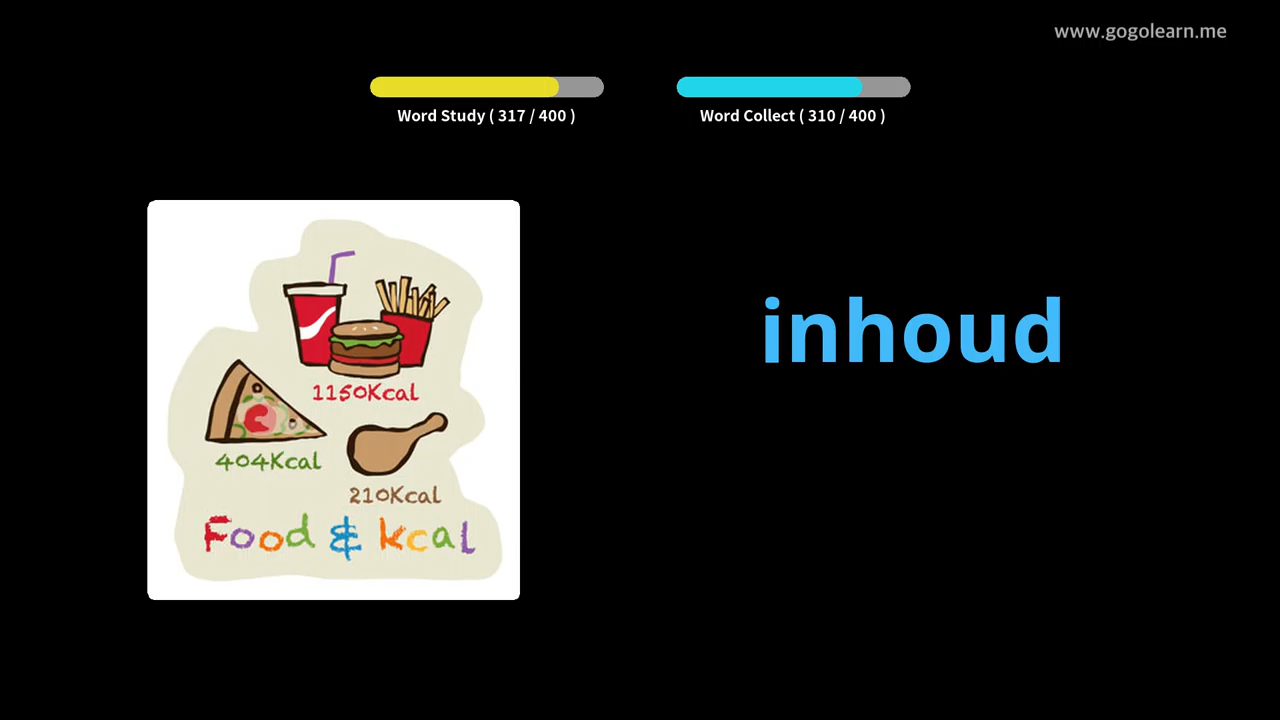 www.gogolearn.me
Word Study ( 317 / 400 )
Word Collect ( 310 / 400 )
inhoud
1150Kcal
404Kcal
210Kcal
Food & kcal